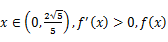 x ∈ (0, 2√5/5), f′(x) > 0, f(x)